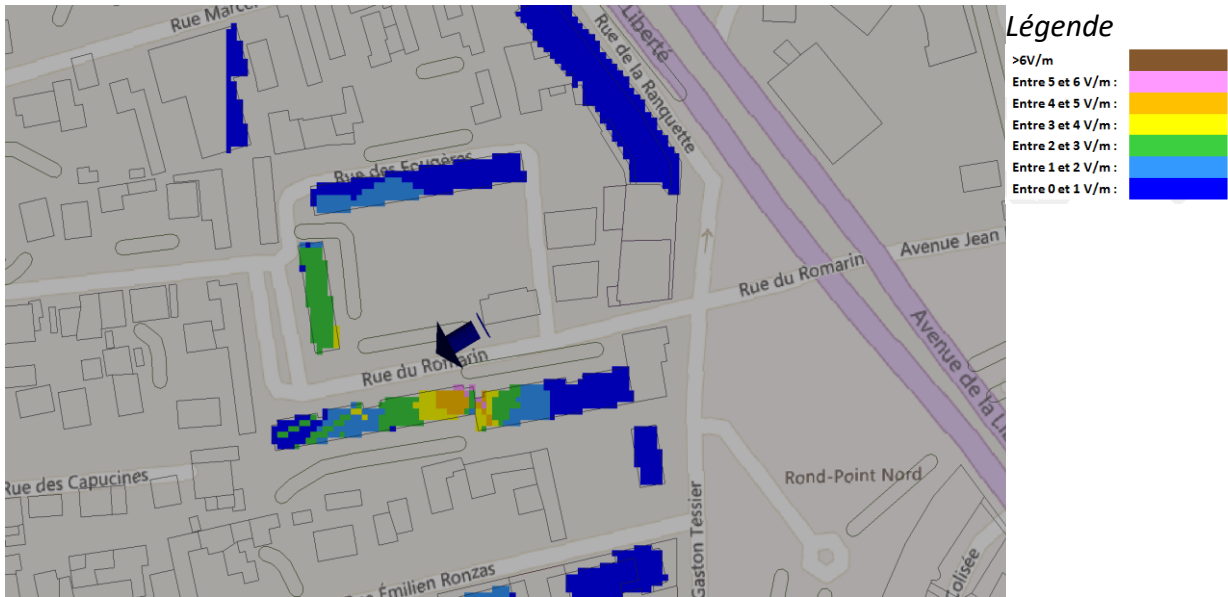 Rue Marcel
Liberté
Rue de la Ranquette
Rue des Fougères
Avenue Jean
Rue du Romarin
Rue du Romarin
Avenue de la Li
Rue des Capucines
Rond-Point Nord
Gaston Tessier
Émilien Ronzas
Colisée
Légende
>6V/m
Entre 5 et 6 V/m :
Entre 4 et 5 V/m :
Entre 3 et 4 V/m :
Entre 2 et 3 V/m :
Entre 1 et 2 V/m :
Entre 0 et 1 V/m :